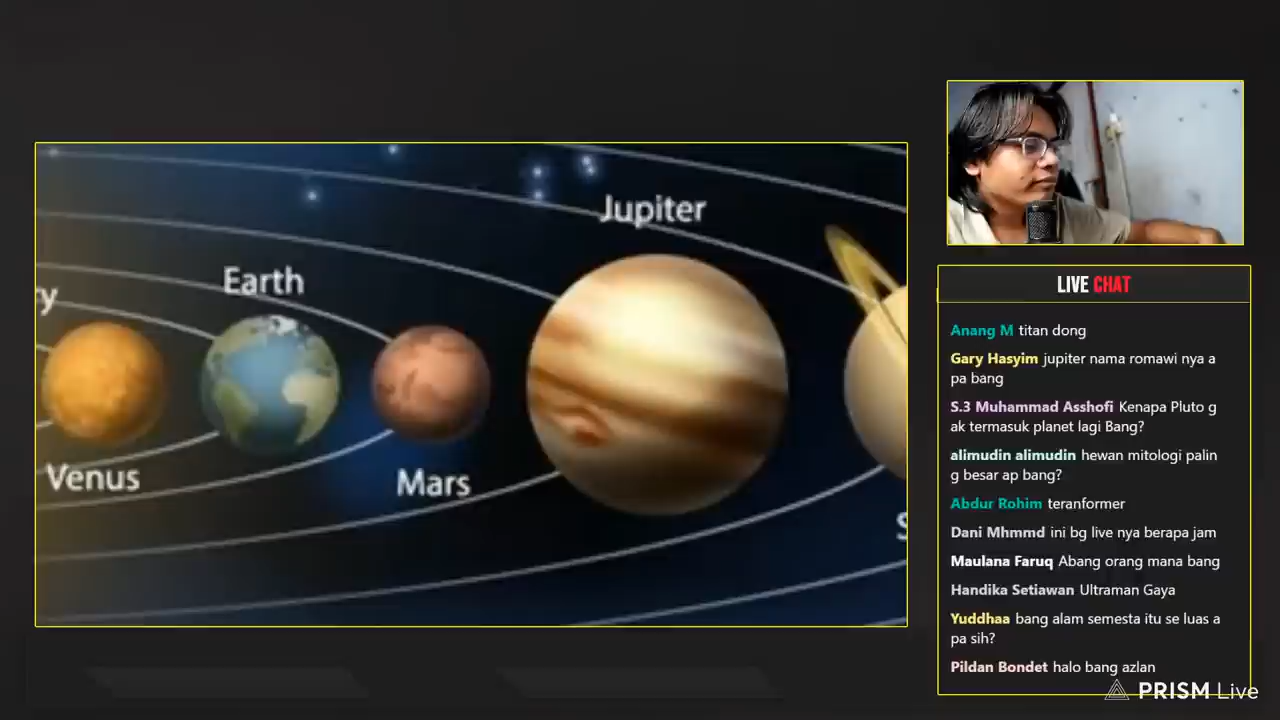 Jupiter
Earth
y
Venus
Mars
S
LIVE CHAT
Anang M titan dong
Gary Hasyim jupiter nama romawi nya a
pa bang
S.3 Muhammad Asshofi Kenapa Pluto g
ak termasuk planet lagi Bang?
alimudin alimudin hewan mitologi palin
g besar ap bang?
Abdur Rohim teranformer
Dani Mhmmd ini bg live nya berapa jam
Maulana Faruq Abang orang mana bang
Handika Setiawan Ultraman Gaya
Yuddhaa bang alam semesta itu se luas a
pa sih?
Pildan Bondet halo bang azlan
PRISM Live